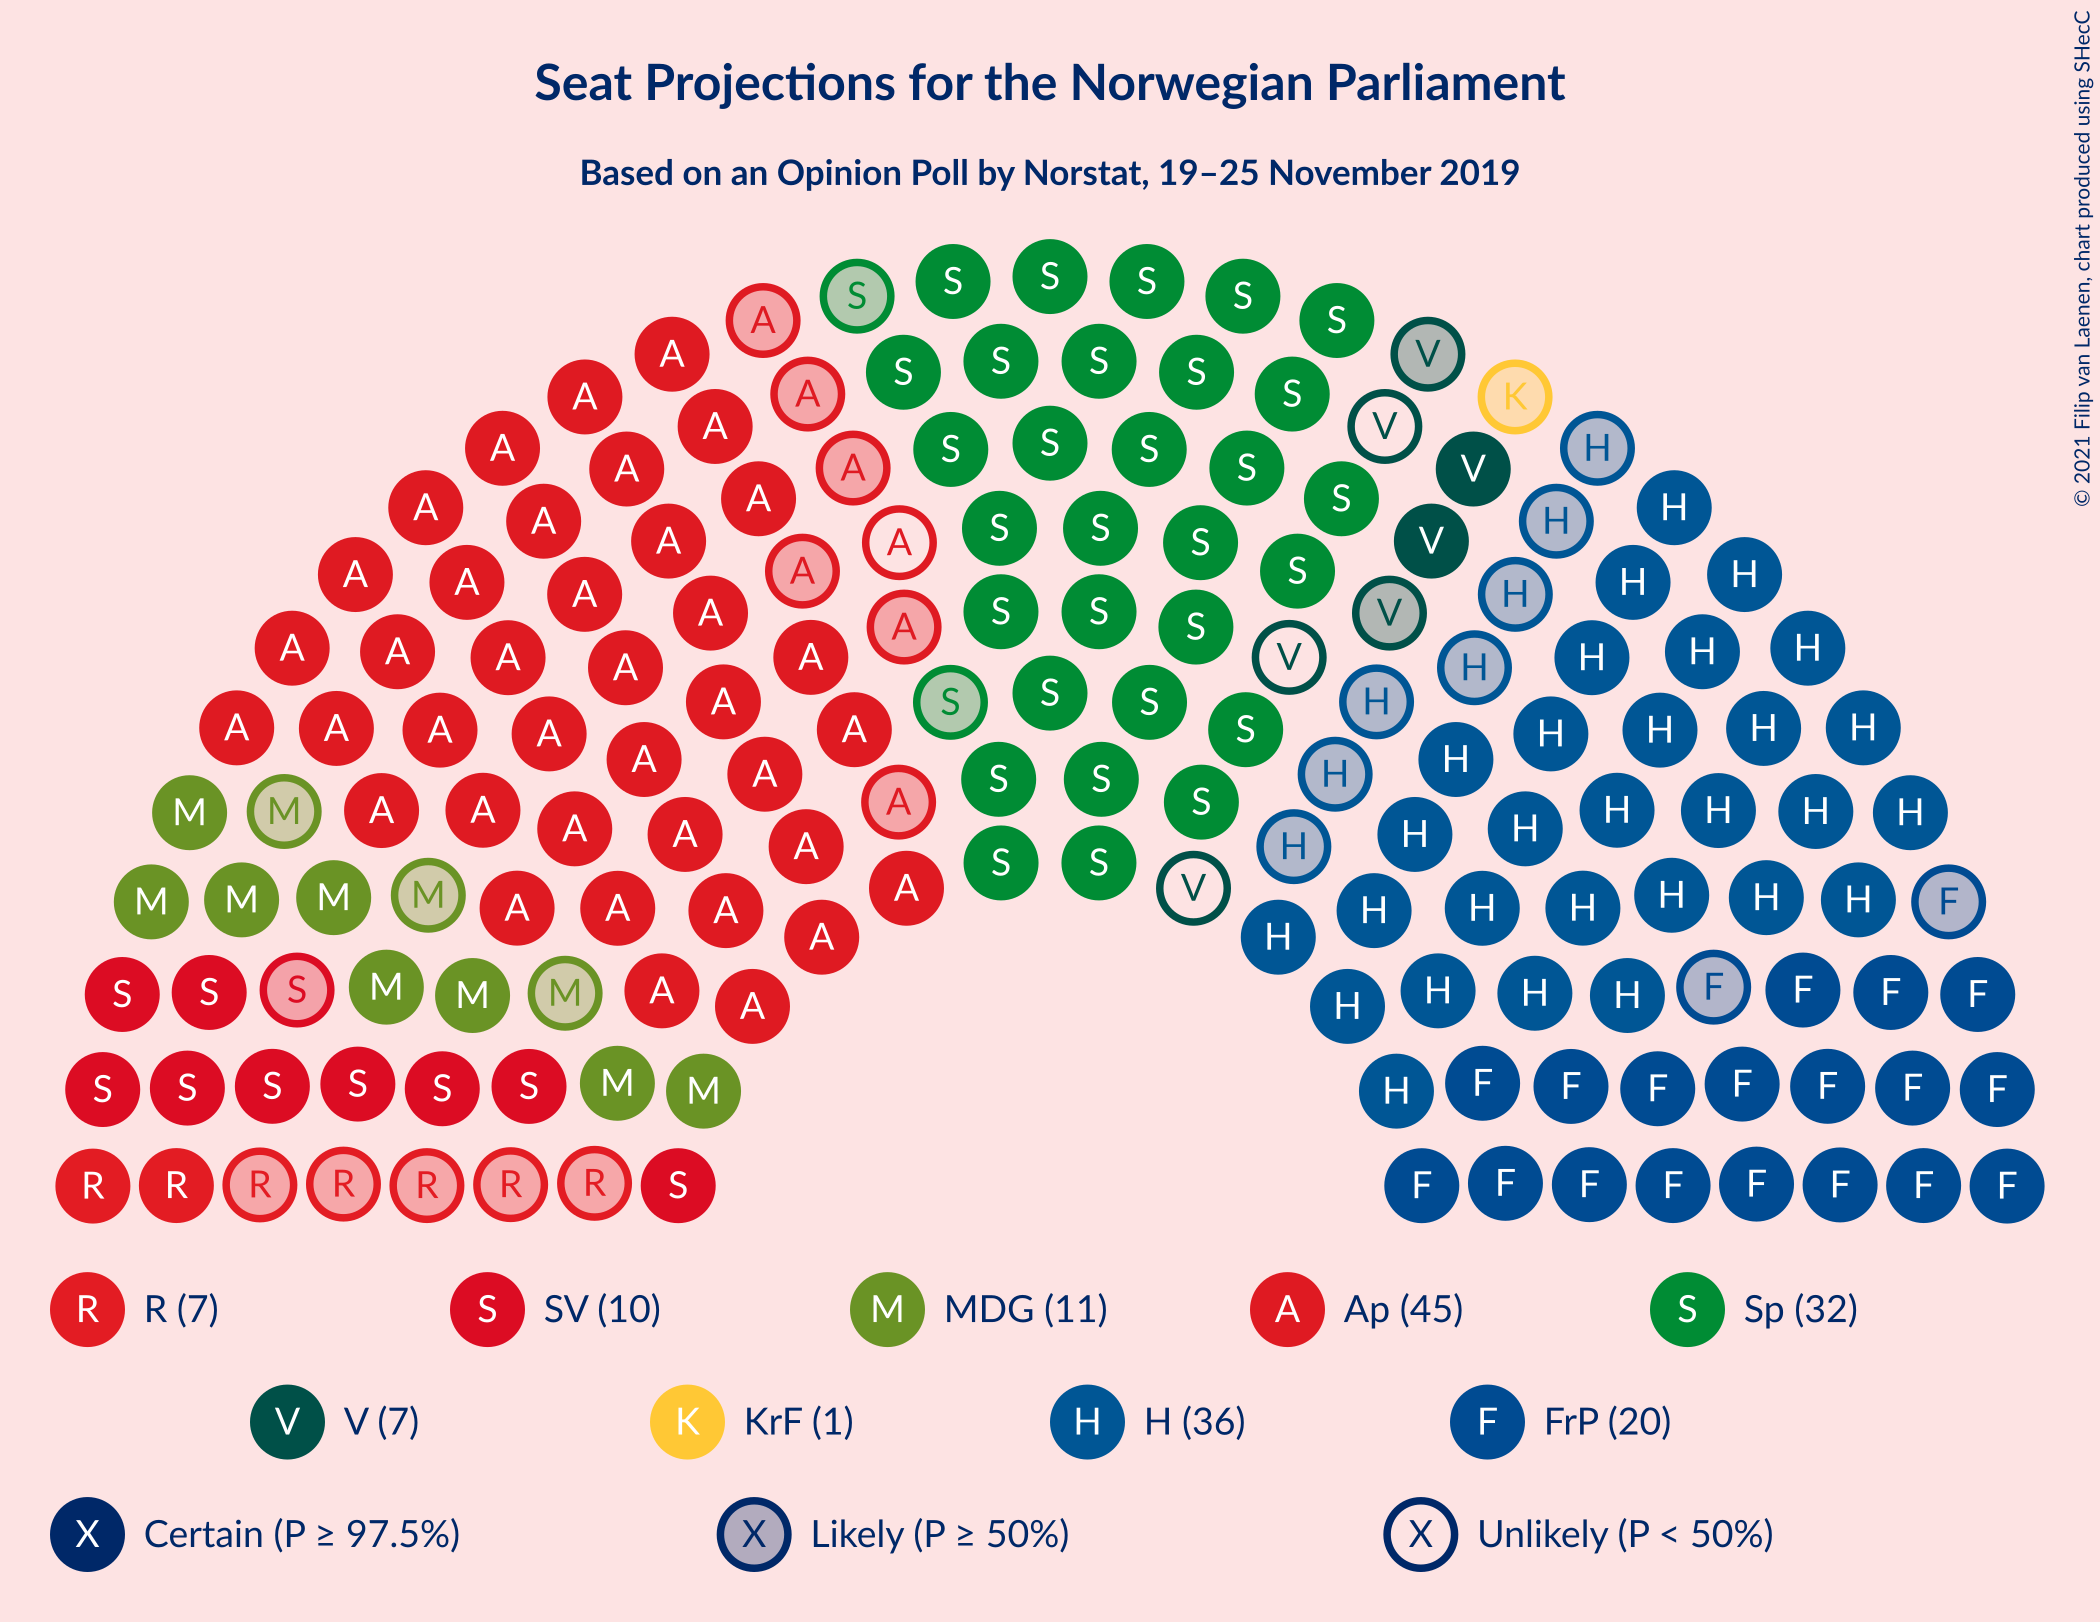 © 2021 Filip van Laenen, chart produced using SHecC
Seat Projections for the Norwegian Parliament
Based on an Opinion Poll by Norstat, 19–25 November 2019
S S S S S
A S
A S S S S V
A A S K
A V
A S S S H
A A S V
A A S H
A A A S S S V H
A A A S H H
A A A S S S V H
A A A A A V H H H H
A S S S H
A A A A A S H H H H
A A S S H H
M M A A A A A S H H H H H H
A S S H
M M M M A A A A V H H H H H H F
A H
S S S M M M A A H H H H F F F F
S S S S S S M M H F F F F F F F
R R R R R R R S F F F F F F F F
R R (7) S SV (10) M MDG (11) A Ap (45) S Sp (32)
V V (7) K KrF (1) H H (36) F FrP (20)
X Certain (P ≥ 97.5%) X Likely (P ≥ 50%) X Unlikely (P < 50%)